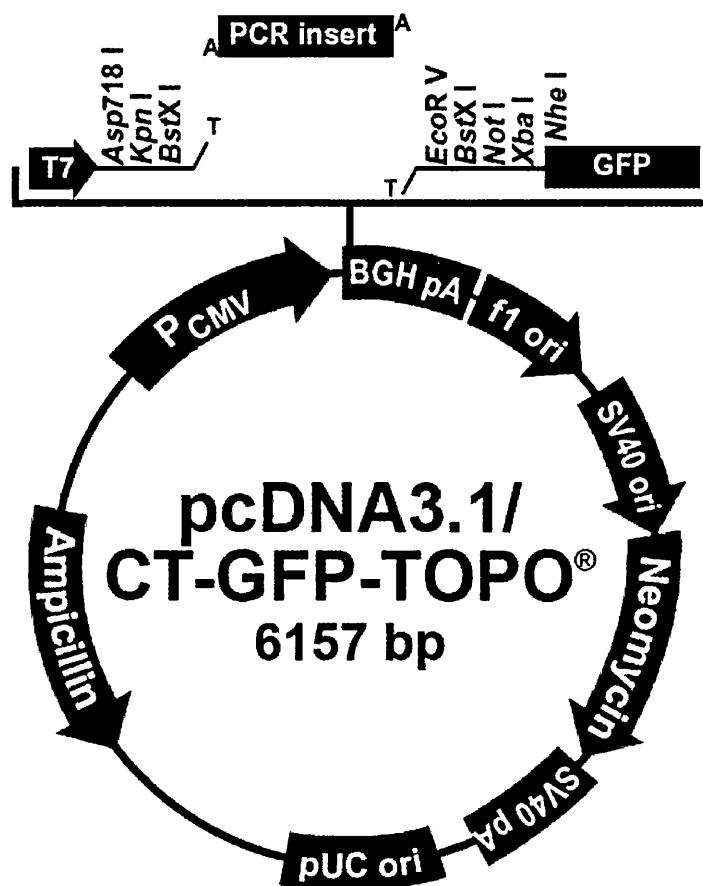 A PCR insert A
Asp718 I
Kpn I
BstX I
T
T
EcoR V
BstX I
Not I
Xba I
Nhe I
T7
GFP
PCMV
BGH pA
f1 ori
SV40 ori
Neomycin
SV40 pA
pUC ori
Ampicillin
pcDNA3.1/
CT-GFP-TOPO®
6157 bp